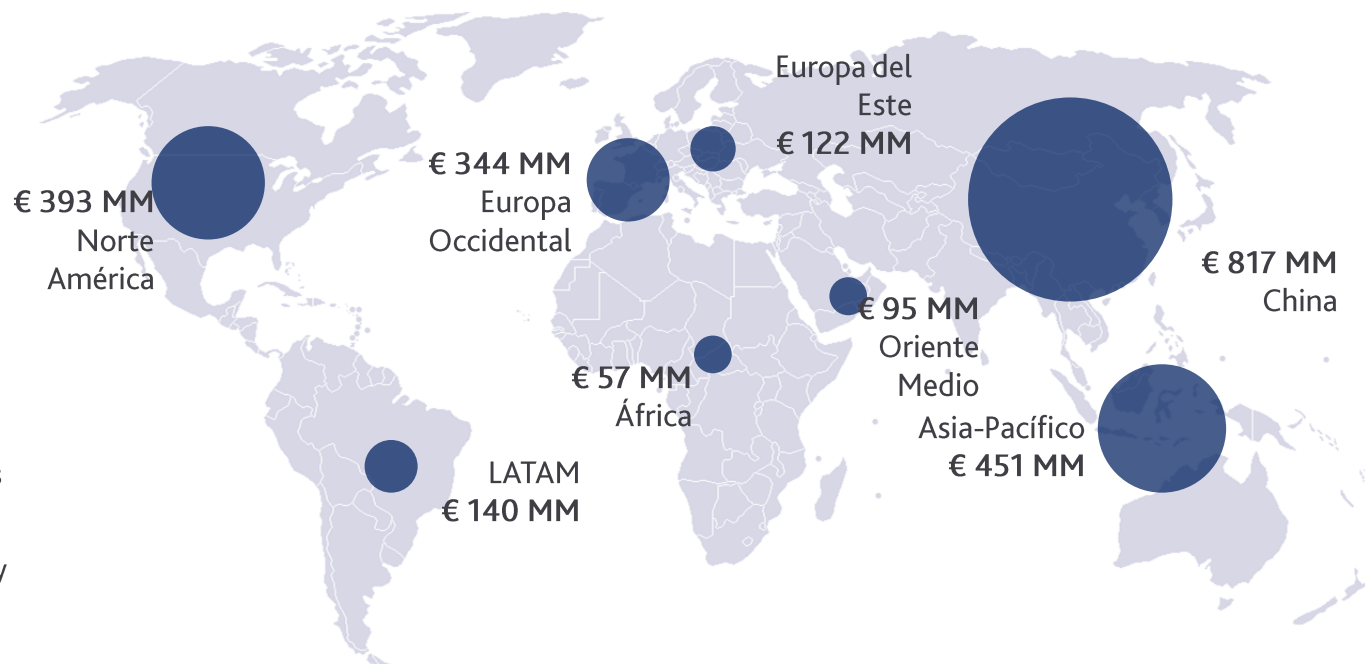 Europa del
Este
€ 122 MM
€ 344 MM
Europa
Occidental
€ 393 MM
Norte
América
€ 817 MM
China
€ 95 MM
Oriente
Medio
€ 57 MM
África
Asia-Pacífico
€ 451 MM
LATAM
€ 140 MM